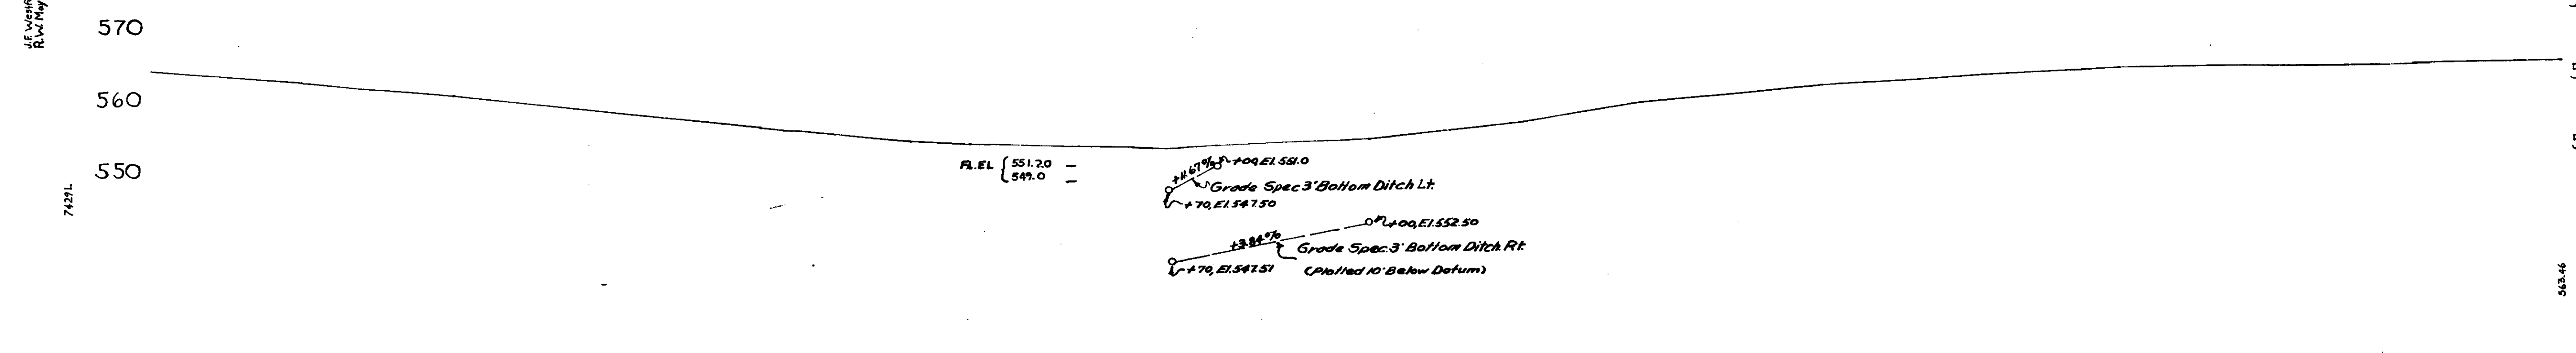 R.W. May
570
560
550
7429L
FL.EL { 551.20
549.0
+11.67%
+00, El. 551.0
Grade Spec 3' Bottom Ditch Lt.
+70, El. 547.50
+3.84%
+00, El. 552.50
Grade Spec. 3' Bottom Ditch. Rt.
+70, El. 547.51
(Plotted 10' Below Datum)
563.46